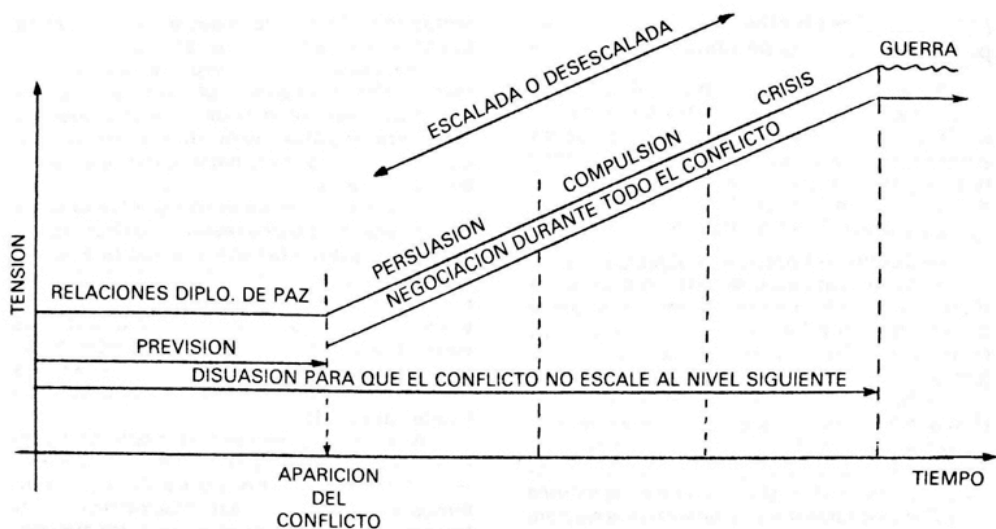 ESCALADA O DESESCALADA
GUERRA
CRISIS
COMPULSION
PERSUASION
NEGOCIACION DURANTE TODO EL CONFLICTO
TENSION
RELACIONES DIPLO. DE PAZ
PREVISION
DISUASION PARA QUE EL CONFLICTO NO ESCALE AL NIVEL SIGUIENTE
APARICION
DEL
CONFLICTO
TIEMPO